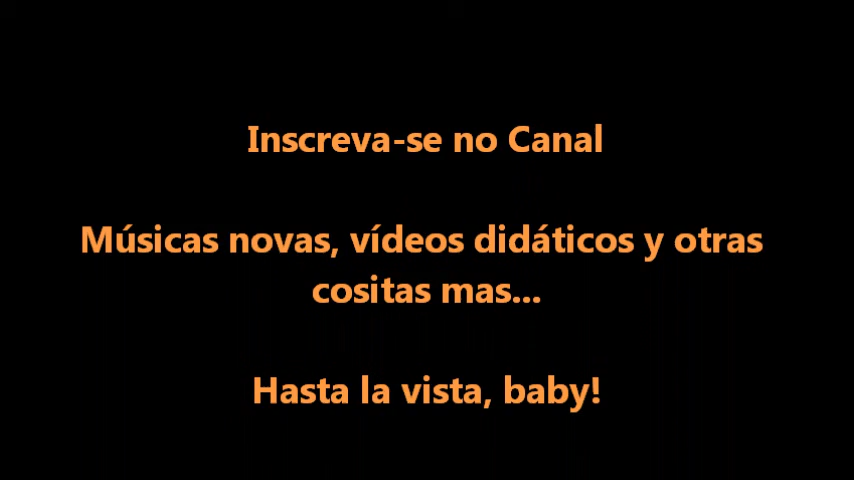 Inscreva-se no Canal
Músicas novas, vídeos didáticos y otras
cositas mas...
Hasta la vista, baby!